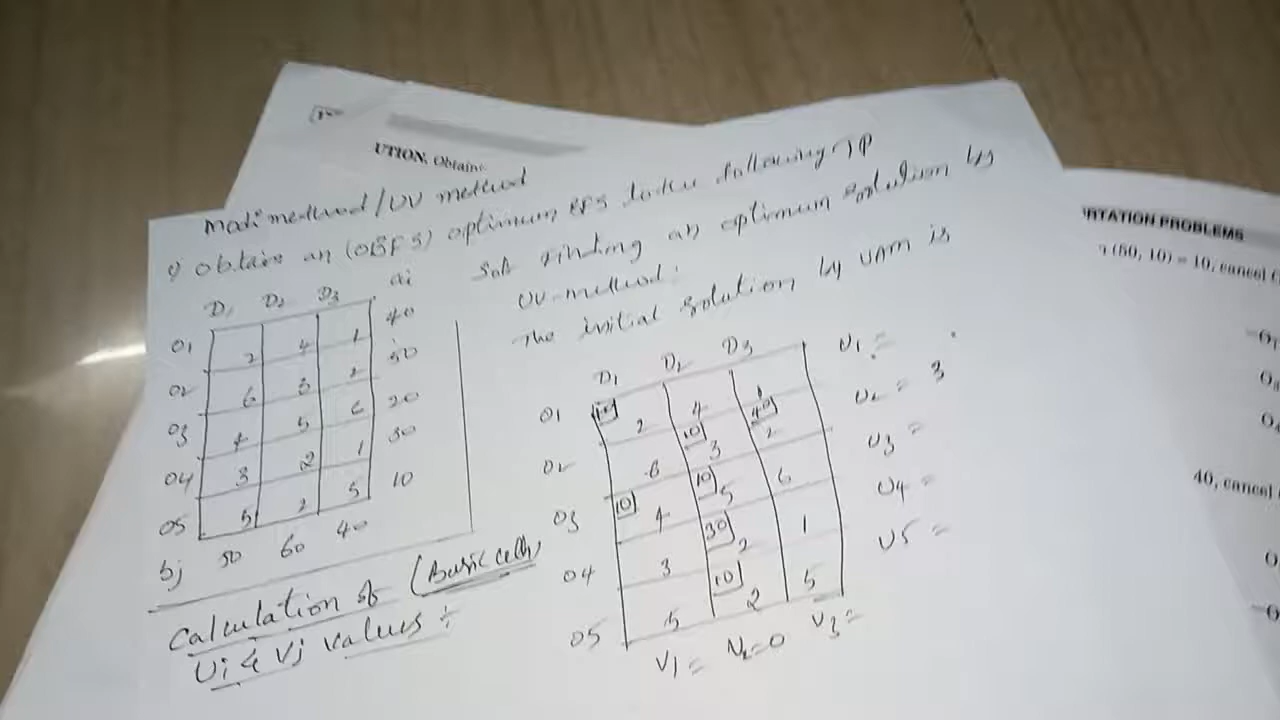 UTION. Obtain
Modi method/UV method
1) obtain an (OBFS) optimum BFS to the following TP
D1 D2 D3 ai
O1 2 4 1 40
O2 6 3 2 50
O3 4 5 6 20
O4 3 2 1 30
O5 5 2 5 10
bj 50 60 40
Calculation of (Basic cells)
Ui & Vj values ÷
Sol: Finding an optimum solution by
UV-method:
The initial solution by VAM is
D1 D2 D3
O1 10 2 4 1 40 U1 =
O2 6 10 3 2 U2 = 3
O3 10 4 10 5 6 U3 =
O4 3 30 2 1 U4 =
O5 5 10 2 5 U5 =
V1 = V2=0 V3=
RTATION PROBLEMS
(50, 10) = 10, cancel
40, cancel